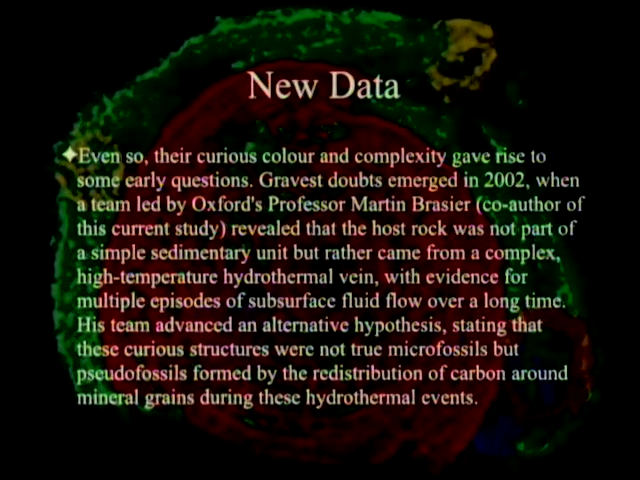 New Data
Even so, their curious colour and complexity gave rise to
some early questions. Gravest doubts emerged in 2002, when
a team led by Oxford's Professor Martin Brasier (co-author of
this current study) revealed that the host rock was not part of
a simple sedimentary unit but rather came from a complex,
high-temperature hydrothermal vein, with evidence for
multiple episodes of subsurface fluid flow over a long time.
His team advanced an alternative hypothesis, stating that
these curious structures were not true microfossils but
pseudofossils formed by the redistribution of carbon around
mineral grains during these hydrothermal events.